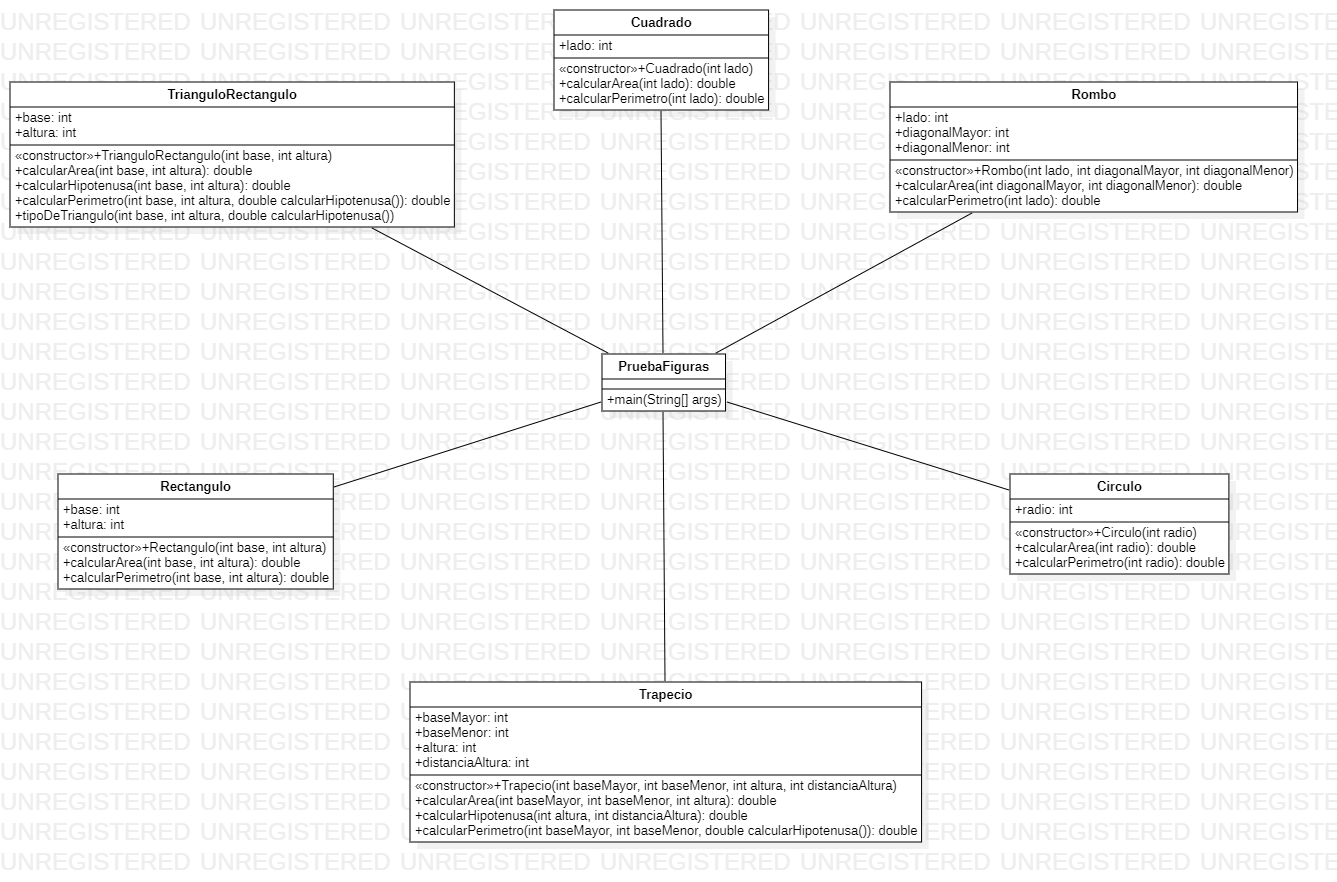 Cuadrado
+lado: int
«constructor»+Cuadrado(int lado)
+calcularArea(int lado): double
+calcularPerimetro(int lado): double
TrianguloRectangulo
+base: int
+altura: int
«constructor»+TrianguloRectangulo(int base, int altura)
+calcularArea(int base, int altura): double
+calcularHipotenusa(int base, int altura): double
+calcularPerimetro(int base, int altura, double calcularHipotenusa()): double
+tipoDeTriangulo(int base, int altura, double calcularHipotenusa())
Rombo
+lado: int
+diagonalMayor: int
+diagonalMenor: int
«constructor»+Rombo(int lado, int diagonalMayor, int diagonalMenor)
+calcularArea(int diagonalMayor, int diagonalMenor): double
+calcularPerimetro(int lado): double
PruebaFiguras
+main(String[] args)
Rectangulo
+base: int
+altura: int
«constructor»+Rectangulo(int base, int altura)
+calcularArea(int base, int altura): double
+calcularPerimetro(int base, int altura): double
Circulo
+radio: int
«constructor»+Circulo(int radio)
+calcularArea(int radio): double
+calcularPerimetro(int radio): double
Trapecio
+baseMayor: int
+baseMenor: int
+altura: int
+distanciaAltura: int
«constructor»+Trapecio(int baseMayor, int baseMenor, int altura, int distanciaAltura)
+calcularArea(int baseMayor, int baseMenor, int altura): double
+calcularHipotenusa(int altura, int distanciaAltura): double
+calcularPerimetro(int baseMayor, int baseMenor, double calcularHipotenusa()): double
UNREGISTERED